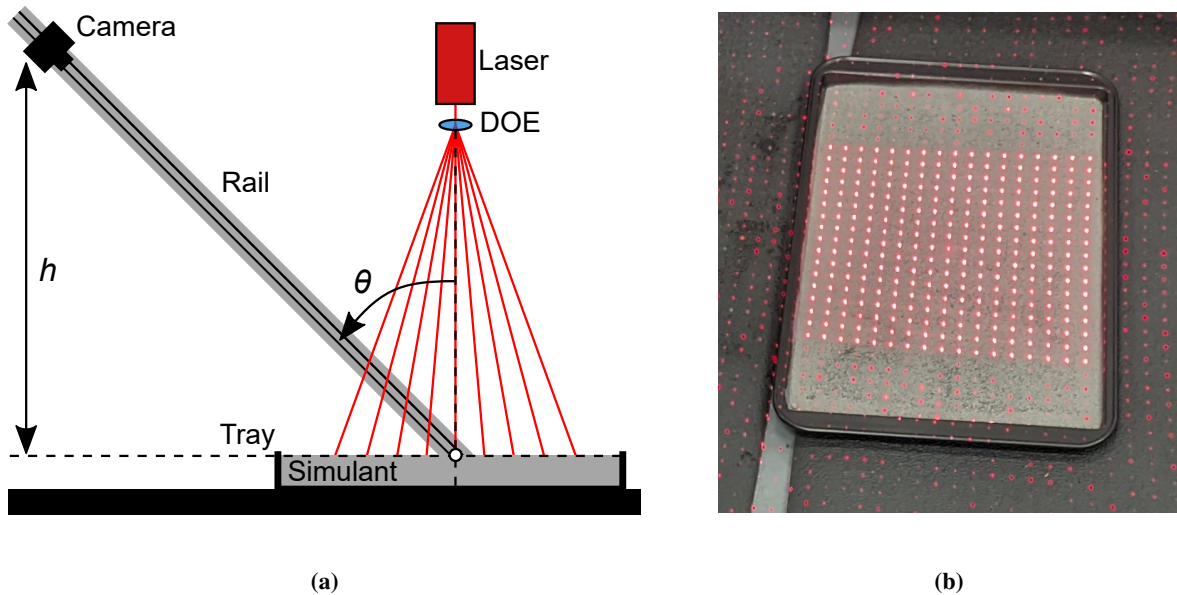 Camera
Laser
DOE
Rail
h
θ
Tray
Simulant
(a)
(b)